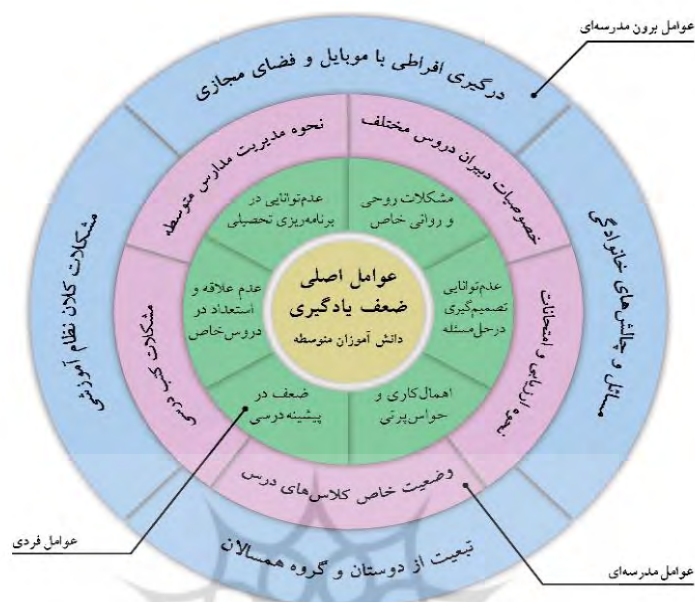 عوامل برون مدرسه‌ای
درگیری افراطی با موبایل و فضای مجازی
مسائل و چالش‌های خانوادگی
تبعیت از دوستان و گروه همسالان
مشکلات کلان نظام آموزشی
نحوه مدیریت مدارس متوسطه
خصوصیات دبیران دروس مختلف
نحوه ارزیابی و امتحانات
وضعیت خاص کلاس‌های درس
مشکلات کتب درسی
مشکلات روحی
و روانی خاص
عدم‌توانایی
تصمیم‌گیری
درحل‌مسئله
اهمال‌کاری و
حواس‌پرتی
ضعف در
پیشینه‌درسی
عدم علاقه و
استعداد در
دروس‌خاص
عدم‌توانایی در
برنامه‌ریزی تحصیلی
عوامل اصلی
ضعف یادگیری
دانش آموزان متوسطه
عوامل فردی
عوامل مدرسه‌ای